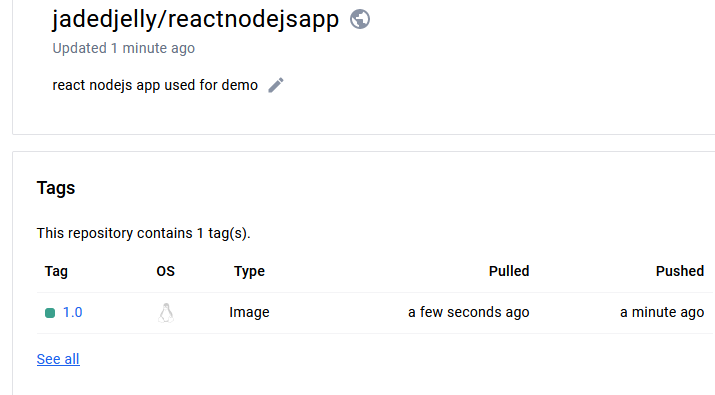 jadedjelly/reactnodejsapp
Updated 1 minute ago
react nodejs app used for demo
Tags
This repository contains 1 tag(s).
Tag OS Type Pulled Pushed
1.0 Image a few seconds ago a minute ago
See all